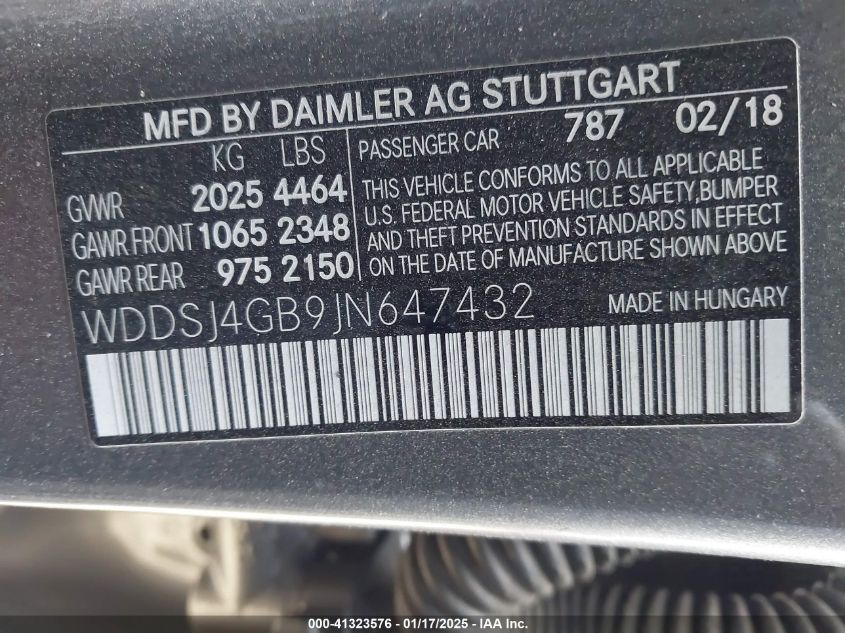 MFD BY DAIMLER AG STUTTGART
KG LBS
GVWR 2025 4464
GAWR FRONT 1065 2348
GAWR REAR 975 2150
PASSENGER CAR 787 02/18
THIS VEHICLE CONFORMS TO ALL APPLICABLE
U.S. FEDERAL MOTOR VEHICLE SAFETY,BUMPER
AND THEFT PREVENTION STANDARDS IN EFFECT
ON THE DATE OF MANUFACTURE SHOWN ABOVE
WDDSJ4GB9JN647432
MADE IN HUNGARY
000-41323576 - 01/17/2025 - IAA Inc.